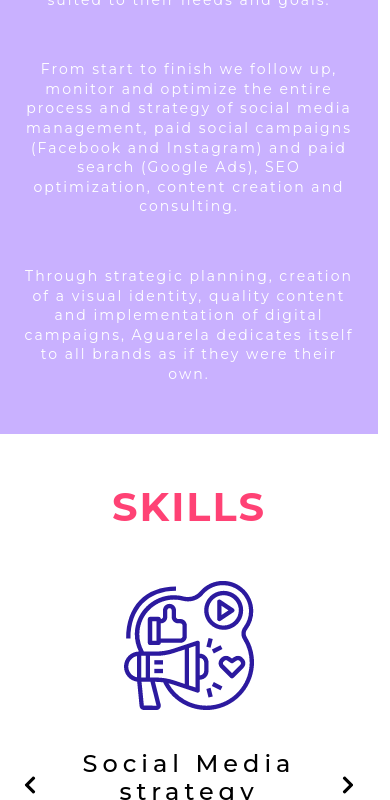 suited to their needs and goals.
From start to finish we follow up,
monitor and optimize the entire
process and strategy of social media
management, paid social campaigns
(Facebook and Instagram) and paid
search (Google Ads), SEO
optimization, content creation and
consulting.
Through strategic planning, creation
of a visual identity, quality content
and implementation of digital
campaigns, Aguarela dedicates itself
to all brands as if they were their
own.
SKILLS
Social Media
strategy